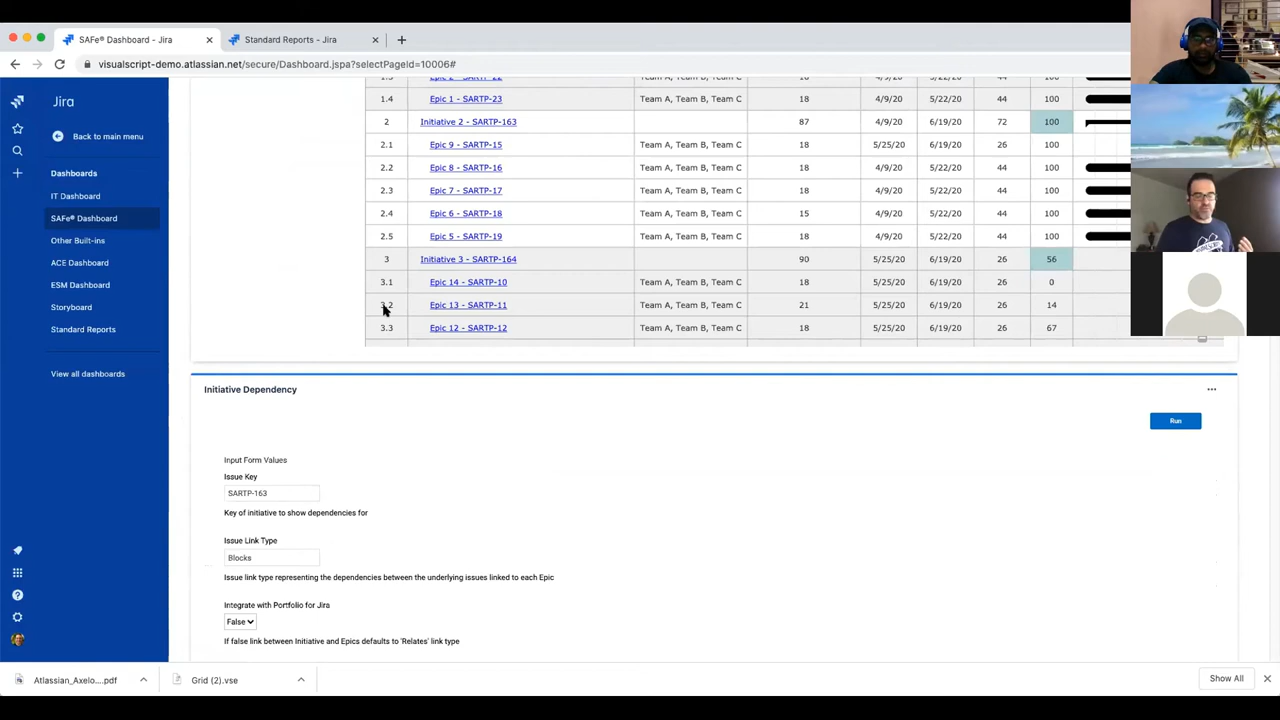 SAFe® Dashboard - Jira
Standard Reports - Jira
visualscript-demo.atlassian.net/secure/Dashboard.jspa?selectPageId=10006#
Jira
Back to main menu
Dashboards
IT Dashboard
SAFe® Dashboard
Other Built-ins
ACE Dashboard
ESM Dashboard
Storyboard
Standard Reports
View all dashboards
1.4 Epic 1 - SARTP-23 Team A, Team B, Team C 18 4/9/20 5/22/20 44 100
2 Initiative 2 - SARTP-163 87 4/9/20 6/19/20 72 100
2.1 Epic 9 - SARTP-15 Team A, Team B, Team C 18 5/25/20 6/19/20 26 100
2.2 Epic 8 - SARTP-16 Team A, Team B, Team C 18 4/9/20 5/22/20 44 100
2.3 Epic 7 - SARTP-17 Team A, Team B, Team C 18 4/9/20 5/22/20 44 100
2.4 Epic 6 - SARTP-18 Team A, Team B, Team C 15 4/9/20 5/22/20 44 100
2.5 Epic 5 - SARTP-19 Team A, Team B, Team C 18 4/9/20 5/22/20 44 100
3 Initiative 3 - SARTP-164 90 5/25/20 6/19/20 26 56
3.1 Epic 14 - SARTP-10 Team A, Team B, Team C 18 5/25/20 6/19/20 26 0
3.2 Epic 13 - SARTP-11 Team A, Team B, Team C 21 5/25/20 6/19/20 26 14
3.3 Epic 12 - SARTP-12 Team A, Team B, Team C 18 5/25/20 6/19/20 26 67
Initiative Dependency
Run
Input Form Values
Issue Key
SARTP-163
Key of initiative to show dependencies for
Issue Link Type
Blocks
Issue link type representing the dependencies between the underlying issues linked to each Epic
Integrate with Portfolio for Jira
False
If false link between Initiative and Epics defaults to 'Relates' link type
Atlassian_Axelo....pdf
Grid (2).vse
Show All